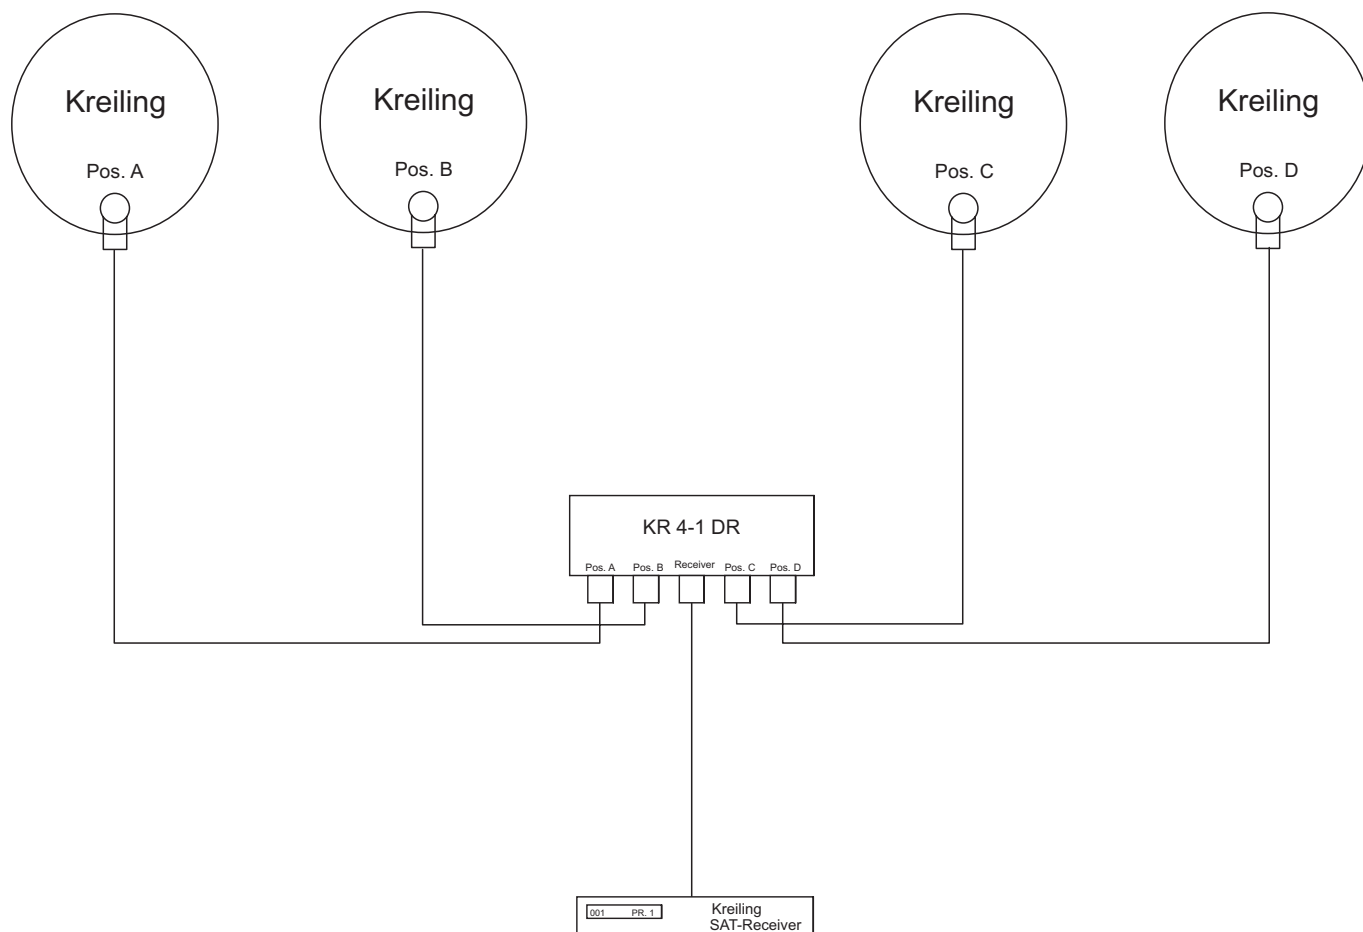 Kreiling
Kreiling
Kreiling
Kreiling
Pos. A
Pos. B
Pos. C
Pos. D
KR 4-1 DR
Pos. A Pos. B Receiver Pos. C Pos. D
001 PR. 1
Kreiling
SAT-Receiver